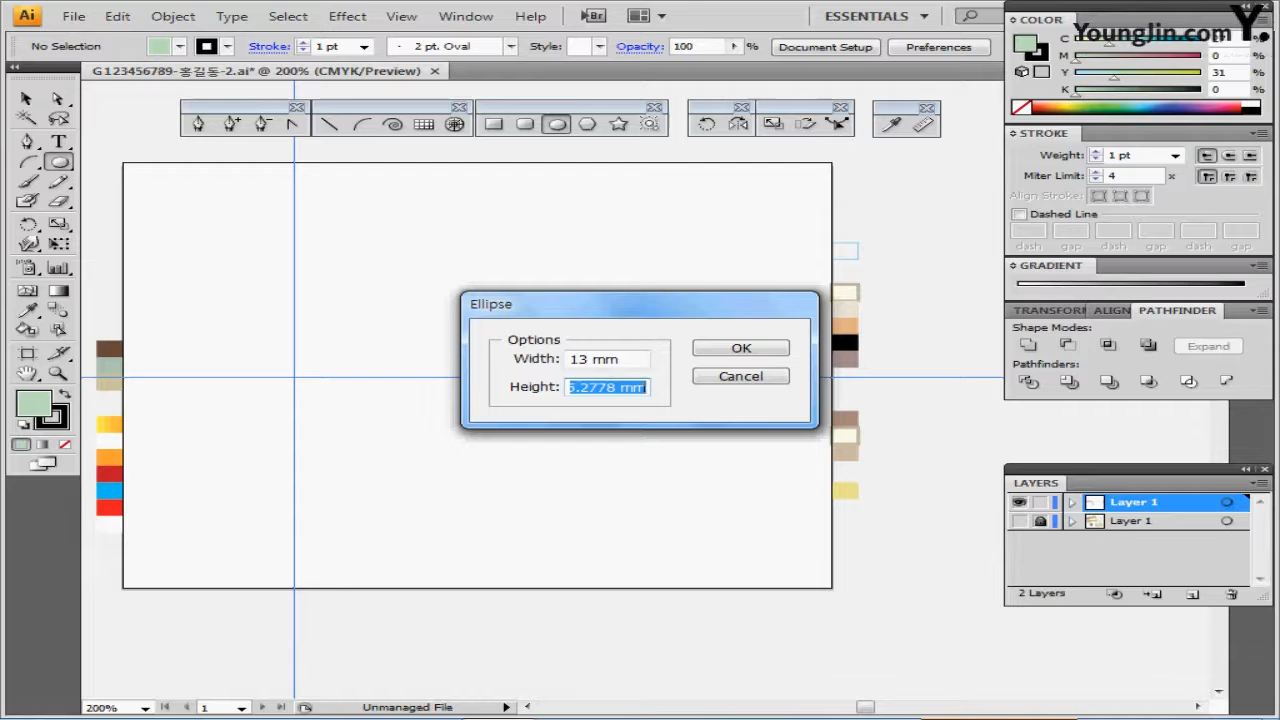 Ai File Edit Object Type Select Effect View Window Help Br ESSENTIALS
No Selection Stroke: 1 pt 2 pt. Oval Style: Opacity: 100 % Document Setup Preferences
G123456789-홍길동-2.ai* @ 200% (CMYK/Preview)
COLOR
Youngjin.com Y.
C %
M 0 %
Y 31 %
K 0 %
STROKE
Weight: 1 pt
Miter Limit: 4 x
Align Stroke:
Dashed Line
dash gap dash gap dash gap
GRADIENT
TRANSFORM ALIGN PATHFINDER
Shape Modes:
Expand
Pathfinders:
Ellipse
Options
Width: 13 mm
Height: 5.2778 mm
OK
Cancel
LAYERS
Layer 1
Layer 1
2 Layers
200% 1 Unmanaged File